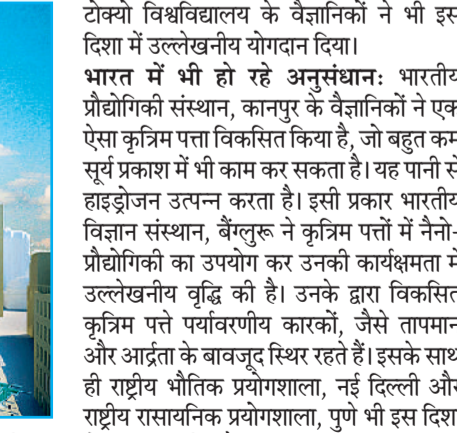 टोक्यो विश्वविद्यालय के वैज्ञानिकों ने भी इस
दिशा में उल्लेखनीय योगदान दिया।
भारत में भी हो रहे अनुसंधान: भारतीय
प्रौद्योगिकी संस्थान, कानपुर के वैज्ञानिकों ने एक
ऐसा कृत्रिम पत्ता विकसित किया है, जो बहुत कम
सूर्य प्रकाश में भी काम कर सकता है। यह पानी से
हाइड्रोजन उत्पन्न करता है। इसी प्रकार भारतीय
विज्ञान संस्थान, बैंग्लुरू ने कृत्रिम पत्तों में नैनो-
प्रौद्योगिकी का उपयोग कर उनकी कार्यक्षमता में
उल्लेखनीय वृद्धि की है। उनके द्वारा विकसित
कृत्रिम पत्ते पर्यावरणीय कारकों, जैसे तापमान
और आर्द्रता के बावजूद स्थिर रहते हैं। इसके साथ
ही राष्ट्रीय भौतिक प्रयोगशाला, नई दिल्ली और
राष्ट्रीय रासायनिक प्रयोगशाला, पुणे भी इस दिशा